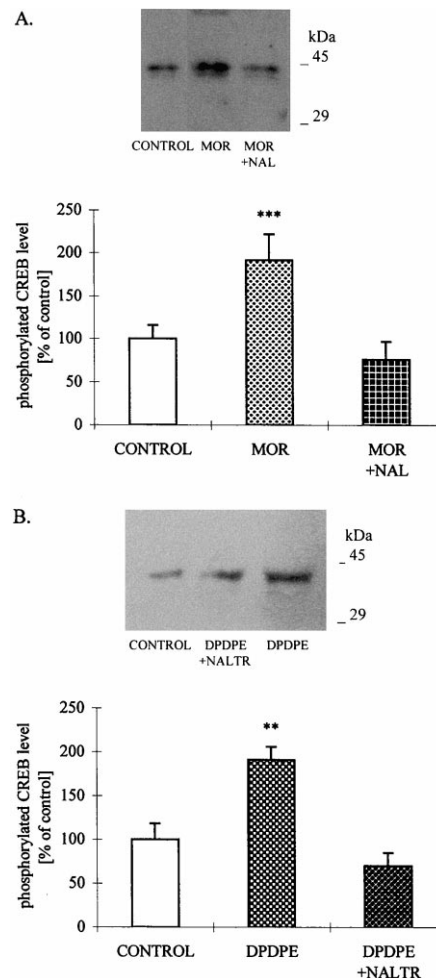 A.
kDa
_ 45
_ 29
CONTROL MOR MOR
+NAL
phosphorylated CREB level
[% of control]
250
200
150
100
50
0
***
CONTROL MOR MOR
+NAL
B.
kDa
- 45
_ 29
CONTROL DPDPE DPDPE
+NALTR
phosphorylated CREB level
[% of control]
250
200
150
100
50
0
**
CONTROL DPDPE DPDPE
+NALTR